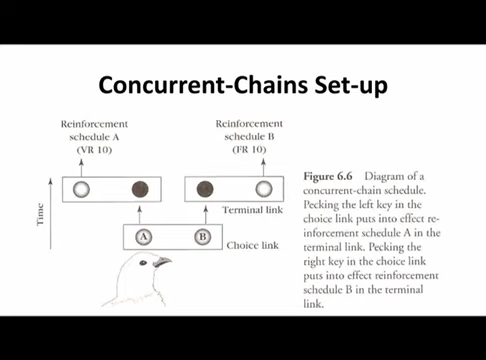 Concurrent-Chains Set-up
Reinforcement
schedule A
(VR 10)
Reinforcement
schedule B
(FR 10)
Time
Terminal link
A
B
Choice link
Figure 6.6 Diagram of a
concurrent-chain schedule.
Pecking the left key in the
choice link puts into effect re-
inforcement schedule A in the
terminal link. Pecking the
right key in the choice link
puts into effect reinforcement
schedule B in the terminal
link.